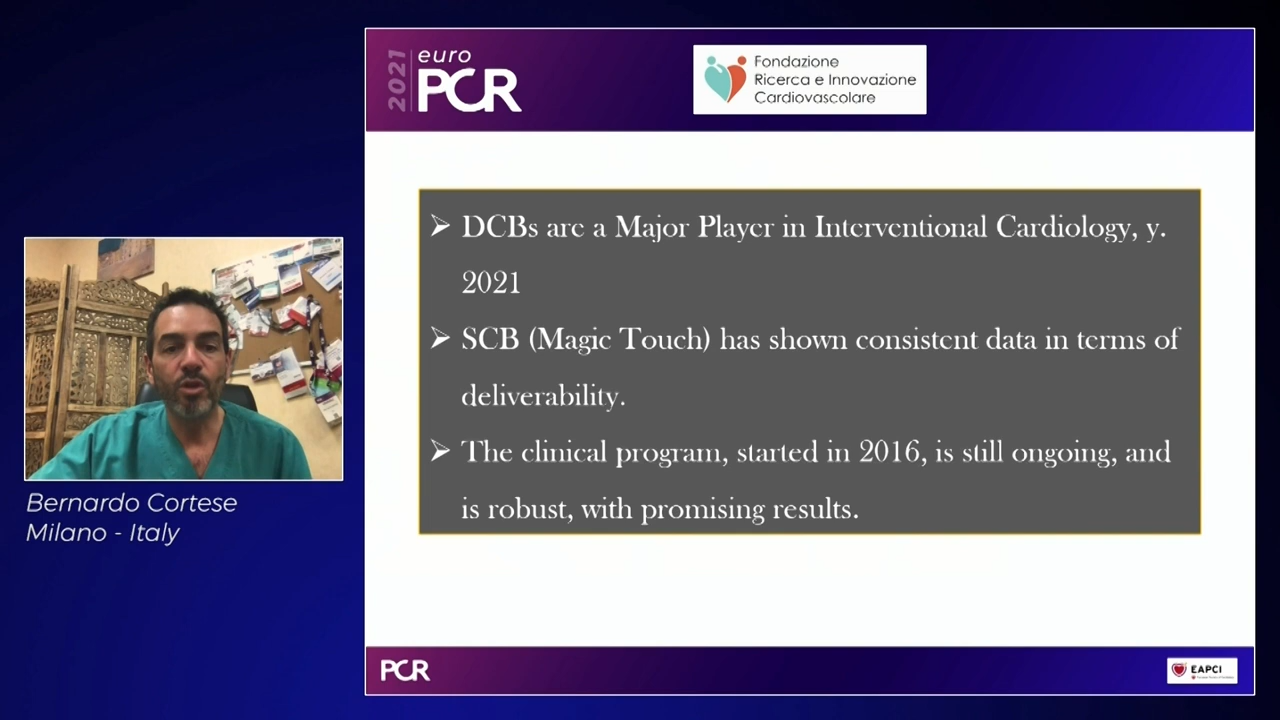 2021
euro
PCR
Fondazione
Ricerca e Innovazione
Cardiovascolare
➢ DCBs are a Major Player in Interventional Cardiology, y.
2021
➢ SCB (Magic Touch) has shown consistent data in terms of
deliverability.
➢ The clinical program, started in 2016, is still ongoing, and
is robust, with promising results.
Bernardo Cortese
Milano - Italy
PCR
EAPCI